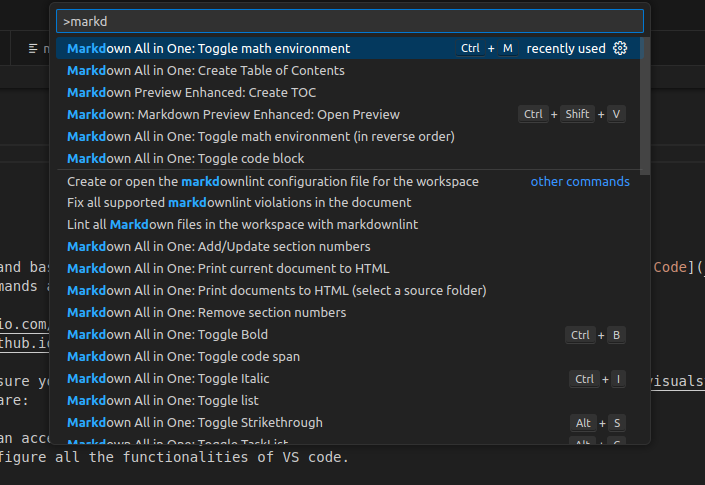 >markd
Markdown All in One: Toggle math environment Ctrl + M recently used
Markdown All in One: Create Table of Contents
Markdown Preview Enhanced: Create TOC
Markdown: Markdown Preview Enhanced: Open Preview Ctrl + Shift + V
Markdown All in One: Toggle math environment (in reverse order)
Markdown All in One: Toggle code block
Create or open the markdownlint configuration file for the workspace other commands
Fix all supported markdownlint violations in the document
Lint all Markdown files in the workspace with markdownlint
Markdown All in One: Add/Update section numbers
and bas
Code](
Markdown All in One: Print current document to HTML
mands
Markdown All in One: Print documents to HTML (select a source folder)
Markdown All in One: Remove section numbers
io.com/
Markdown All in One: Toggle Bold Ctrl + B
thub.io
Markdown All in One: Toggle code span
Markdown All in One: Toggle Italic Ctrl + I
sure yo
visuals
Markdown All in One: Toggle list
are:
Markdown All in One: Toggle Strikethrough Alt + S
an acco
Markdown All in One: Toggle TaskList Alt + C
figure all the functionalities of VS code.